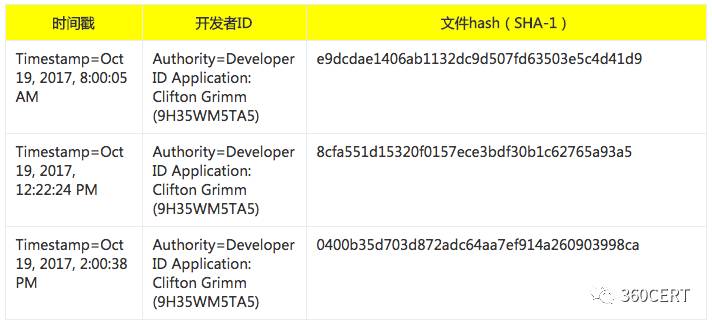 时间戳 开发者ID 文件hash（SHA-1）
Timestamp=Oct Authority=Developer e9dcdae1406ab1132dc9d507fd63503e5c4d41d9
19, 2017, 8:00:05 ID Application:
AM Clifton Grimm
(9H35WM5TA5)
Timestamp=Oct Authority=Developer 8cfa551d15320f0157ece3bdf30b1c62765a93a5
19, 2017, ID Application:
12:22:24 PM Clifton Grimm
(9H35WM5TA5)
Timestamp=Oct Authority=Developer 0400b35d703d872adc64aa7ef914a260903998ca
19, 2017, 2:00:38 ID Application:
PM Clifton Grimm
(9H35WM5TA5)
360CERT